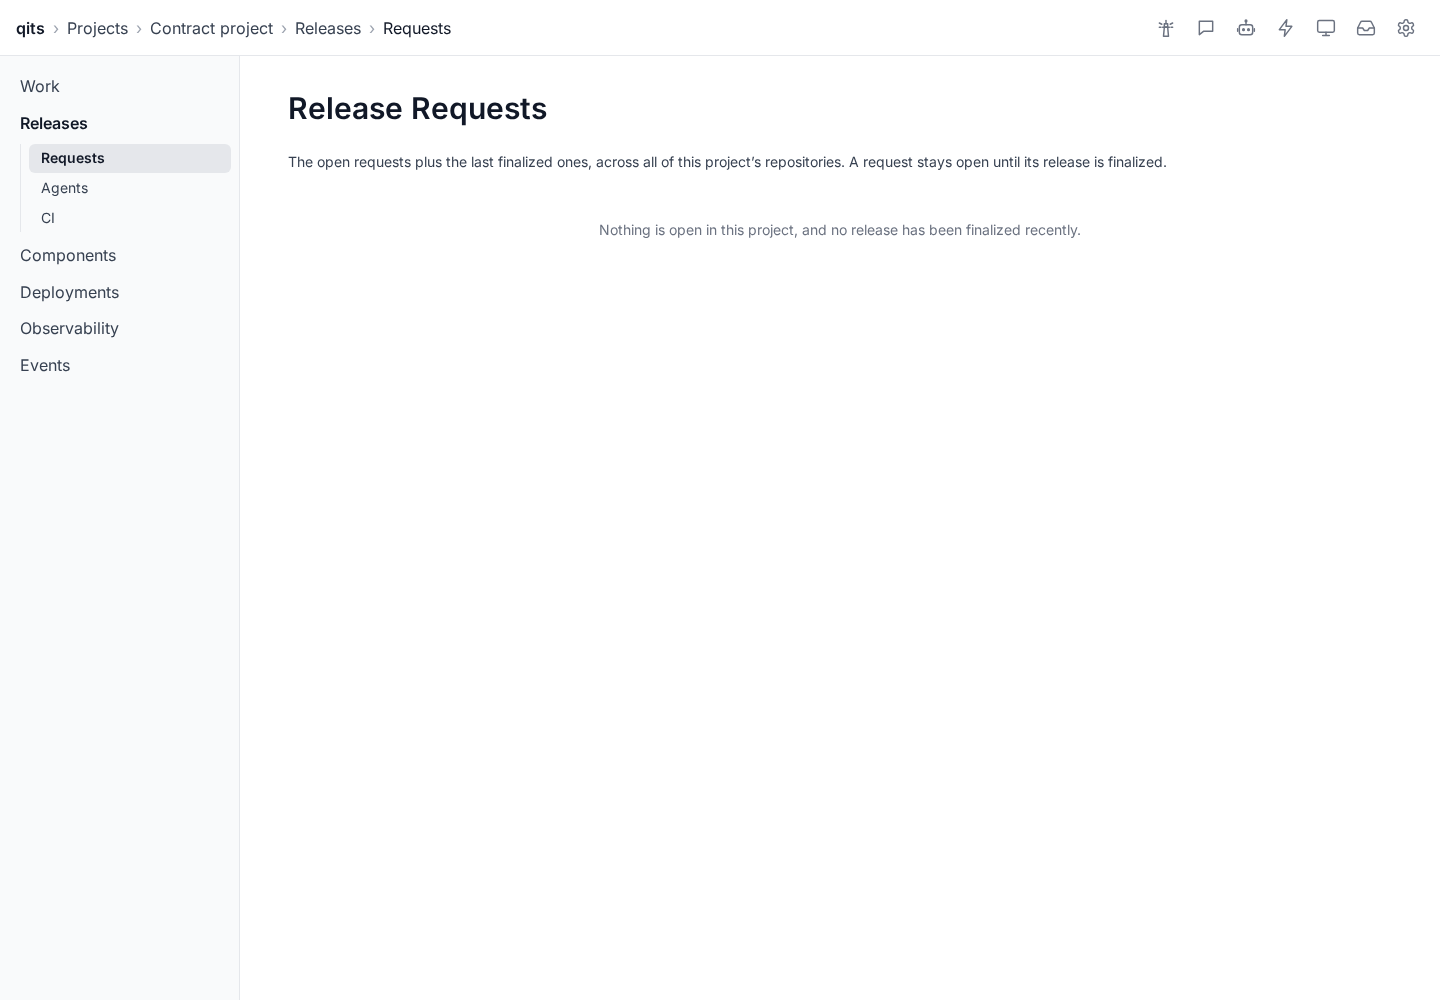 qits › Projects › Contract project › Releases › Requests
Work
Releases
Requests
Agents
CI
Components
Deployments
Observability
Events
Release Requests
The open requests plus the last finalized ones, across all of this project’s repositories. A request stays open until its release is finalized.
Nothing is open in this project, and no release has been finalized recently.